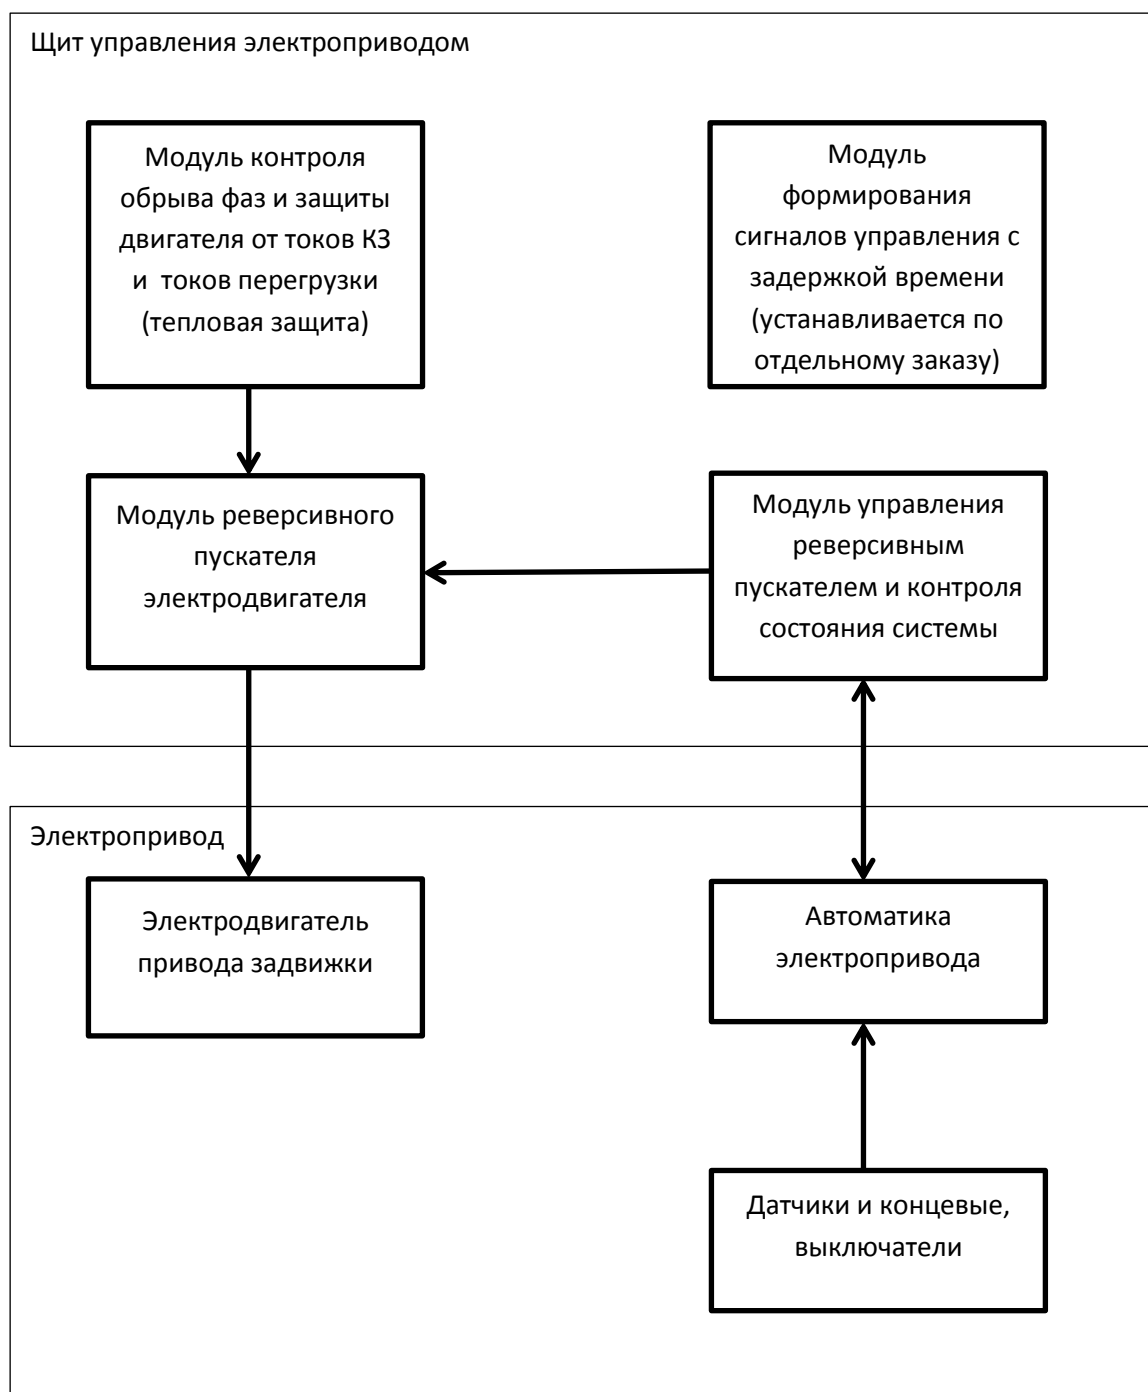 Щит управления электроприводом
Модуль контроля
обрыва фаз и защиты
двигателя от токов КЗ
и токов перегрузки
(тепловая защита)
Модуль
формирования
сигналов управления с
задержкой времени
(устанавливается по
отдельному заказу)
Модуль реверсивного
пускателя
электродвигателя
Модуль управления
реверсивным
пускателем и контроля
состояния системы
Электропривод
Электродвигатель
привода задвижки
Автоматика
электропривода
Датчики и концевые,
выключатели